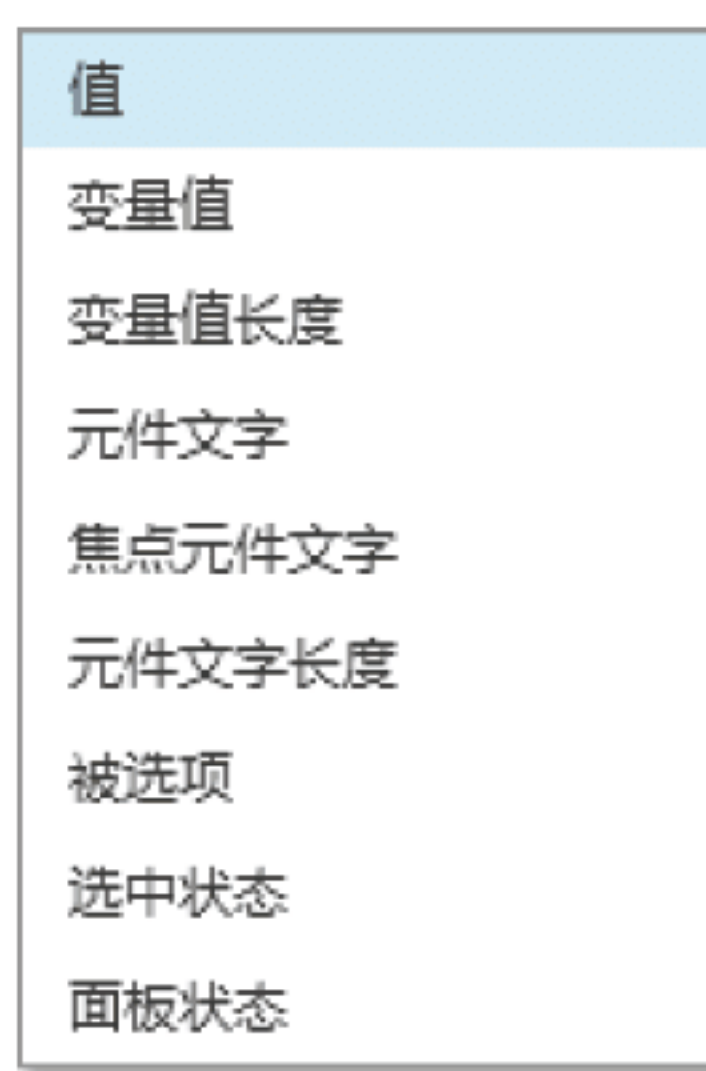 值
变量值
变量值长度
元件文字
焦点元件文字
元件文字长度
被选项
选中状态
面板状态